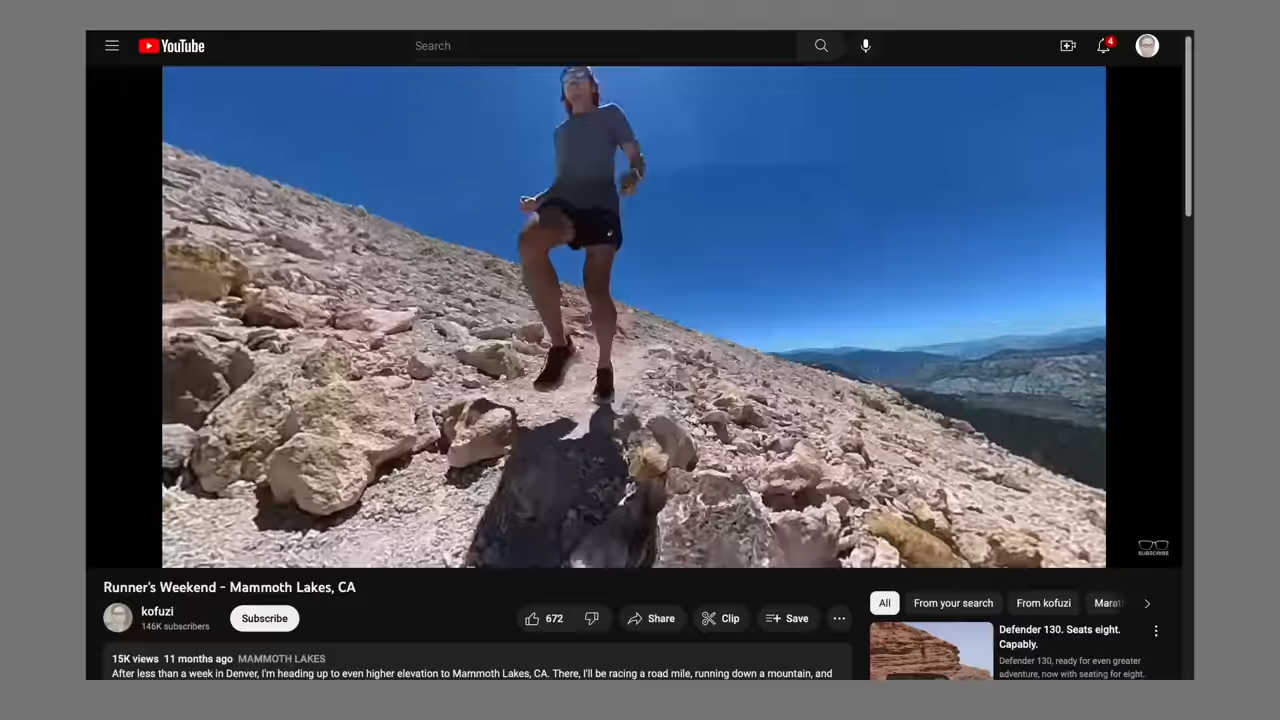 YouTube
Search
4
SUBSCRIBE
Runner's Weekend - Mammoth Lakes, CA
kofuzi
146K subscribers
Subscribe
672
Share
Clip
Save
All
From your search
From kofuzi
Marat
15K views 11 months ago MAMMOTH LAKES
After less than a week in Denver, I'm heading up to even higher elevation to Mammoth Lakes, CA. There, I'll be racing a road mile, running down a mountain, and
Defender 130. Seats eight.
Capably.
Defender 130, ready for even greater
adventure, now with seating for eight.